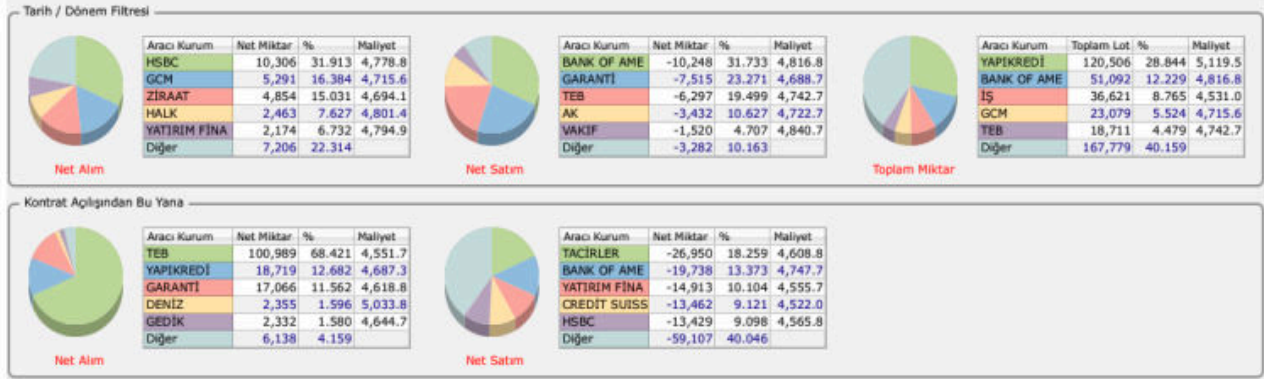 Tarih / Dönem Filtresi
Aracı Kurum Net Miktar % Maliyet
HSBC 10,306 31.913 4,778.8
GCM 5,291 16.384 4,715.6
ZİRAAT 4,854 15.031 4,694.1
HALK 2,463 7.627 4,801.4
YATIRIM FİNA 2,174 6.732 4,794.9
Diğer 7,206 22.314
Net Alım
Aracı Kurum Net Miktar % Maliyet
BANK OF AME -10,248 31.733 4,816.8
GARANTİ -7,515 23.271 4,688.7
TEB -6,297 19.499 4,742.7
AK -3,432 10.627 4,722.7
VAKIF -1,520 4.707 4,840.7
Diğer -3,282 10.163
Net Satım
Aracı Kurum Toplam Lot % Maliyet
YAPIKREDİ 120,506 28.844 5,119.5
BANK OF AME 51,092 12.229 4,816.8
İŞ 36,621 8.765 4,531.0
GCM 23,079 5.524 4,715.6
TEB 18,711 4.479 4,742.7
Diğer 167,779 40.159
Toplam Miktar
Kontrat Açılışından Bu Yana
Aracı Kurum Net Miktar % Maliyet
TEB 100,989 68.421 4,551.7
YAPIKREDİ 18,719 12.682 4,687.3
GARANTİ 17,066 11.562 4,618.8
DENİZ 2,355 1.596 5,033.8
GEDİK 2,332 1.580 4,644.7
Diğer 6,138 4.159
Net Alım
Aracı Kurum Net Miktar % Maliyet
TACİRLER -26,950 18.259 4,608.8
BANK OF AME -19,738 13.373 4,747.7
YATIRIM FİNA -14,913 10.104 4,555.7
CREDİT SUISS -13,462 9.121 4,522.0
HSBC -13,429 9.098 4,565.8
Diğer -59,107 40.046
Net Satım